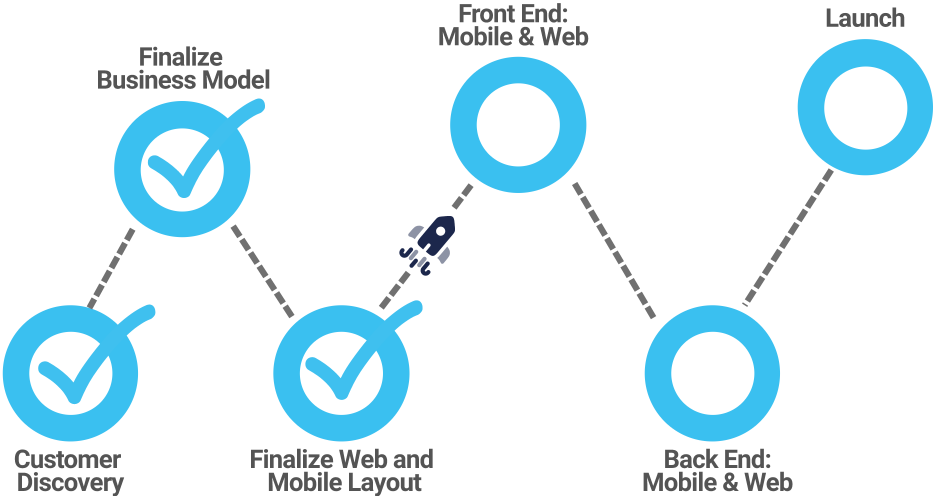 Customer
Discovery
Finalize
Business Model
Finalize Web and
Mobile Layout
Front End:
Mobile & Web
Back End:
Mobile & Web
Launch